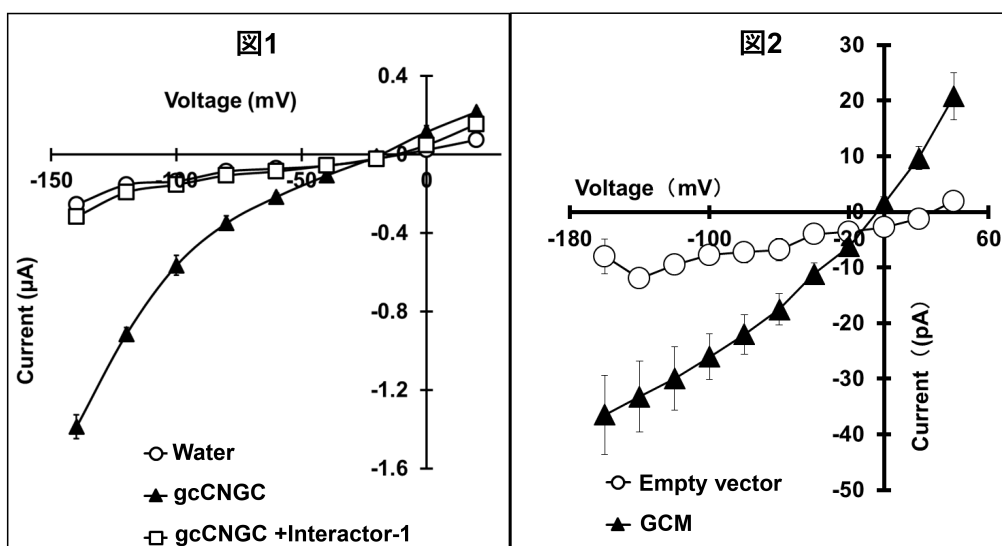 図1
0.4
Voltage (mV)
0
-150 -100 -50 0
-0.4
-0.8
-1.2
-1.6
Current (µA)
Water
gcCNGC
gcCNGC +Interactor-1
図2
30
20
10
Voltage（mV）
0
-180 -100 -20 60
-10
-20
-30
-40
-50
Current（(pA)
Empty vector
GCM